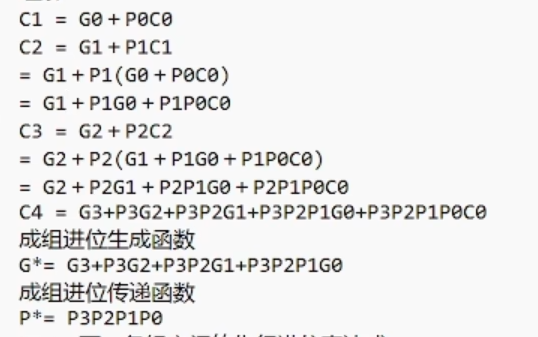 C1 = G0+P0C0
C2 = G1+P1C1
= G1+P1(G0+P0C0)
= G1+P1G0+P1P0C0
C3 = G2+P2C2
= G2+P2(G1+P1G0+P1P0C0)
= G2+P2G1+P2P1G0+P2P1P0C0
C4 = G3+P3G2+P3P2G1+P3P2P1G0+P3P2P1P0C0
成组进位生成函数
G*= G3+P3G2+P3P2G1+P3P2P1G0
成组进位传递函数
P*= P3P2P1P0